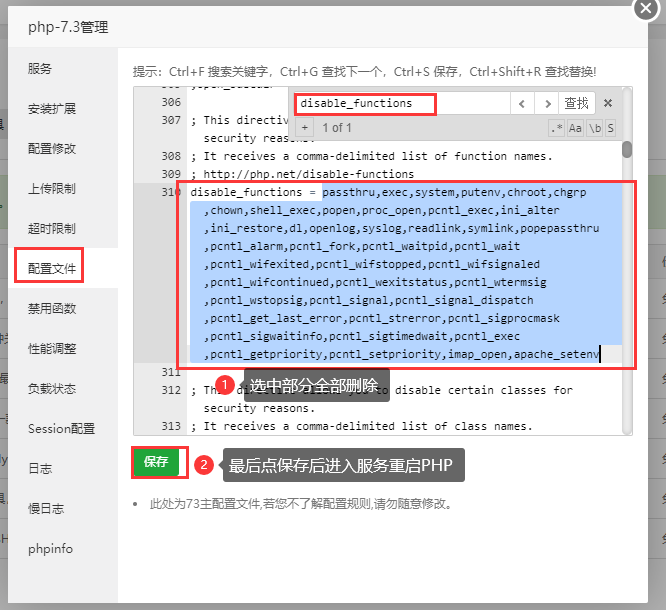 php-7.3管理
服务
安装扩展
配置修改
上传限制
超时限制
配置文件
禁用函数
性能调整
负载状态
Session配置
日志
慢日志
phpinfo
提示：Ctrl+F 搜索关键字，Ctrl+G 查找下一个，Ctrl+S 保存，Ctrl+Shift+R 查找替换!
disable_functions
查找
+ 1 of 1
.* Aa \b S
306
307 ; This directiv
security reason
308 ; It receives a comma-delimited list of function names.
309 ; http://php.net/disable-functions
310 disable_functions = passthru,exec,system,putenv,chroot,chgrp
,chown,shell_exec,popen,proc_open,pcntl_exec,ini_alter
,ini_restore,dl,openlog,syslog,readlink,symlink,popepassthru
,pcntl_alarm,pcntl_fork,pcntl_waitpid,pcntl_wait
,pcntl_wifexited,pcntl_wifstopped,pcntl_wifsignaled
,pcntl_wifcontinued,pcntl_wexitstatus,pcntl_wtermsig
,pcntl_wstopsig,pcntl_signal,pcntl_signal_dispatch
,pcntl_get_last_error,pcntl_strerror,pcntl_sigprocmask
,pcntl_sigwaitinfo,pcntl_sigtimedwait,pcntl_exec
,pcntl_getpriority,pcntl_setpriority,imap_open,apache_setenv
311
1 选中部分全部删除
312 ; to disable certain classes for
security reasons.
313 ; It receives a comma-delimited list of class names.
保存
2 最后点保存后进入服务重启PHP
此处为73主配置文件,若您不了解配置规则,请勿随意修改。